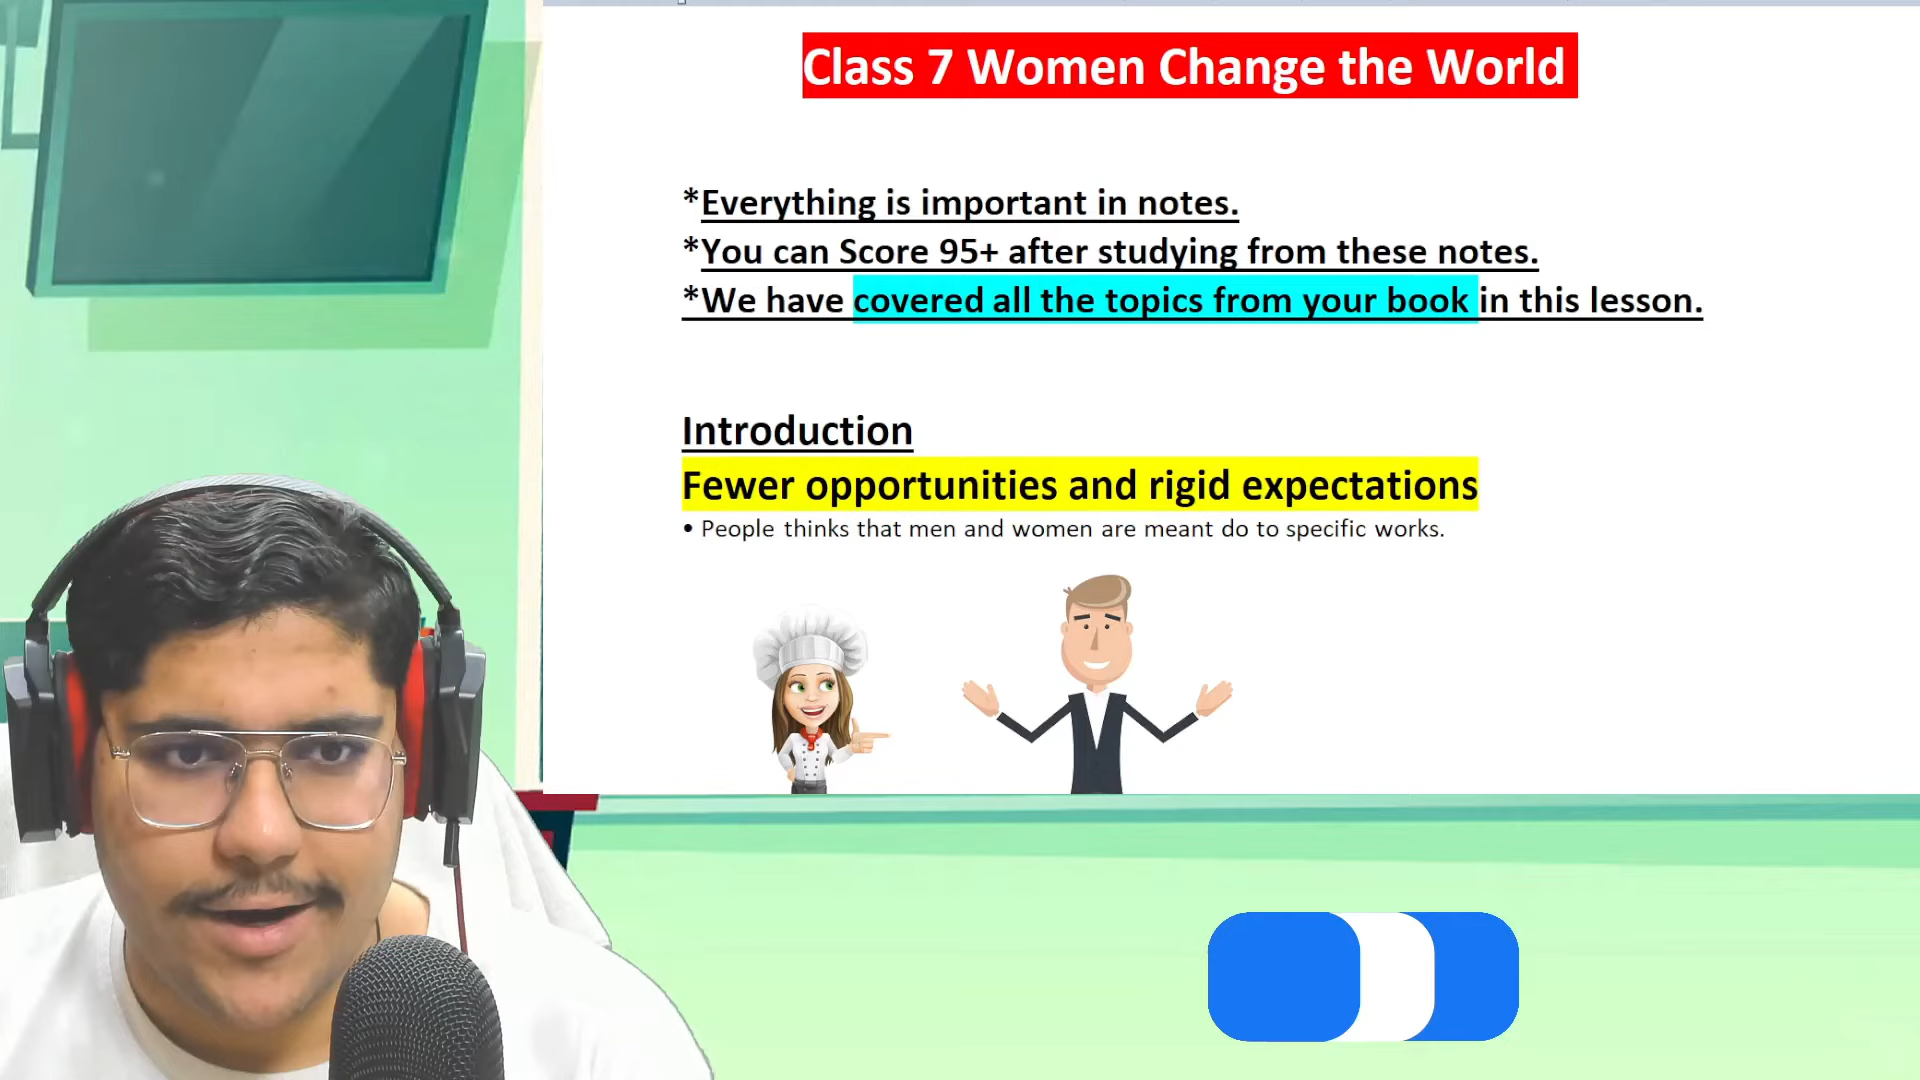 Class 7 Women Change the World
*Everything is important in notes.
*You can Score 95+ after studying from these notes.
*We have covered all the topics from your book in this lesson.
Introduction
Fewer opportunities and rigid expectations
• People thinks that men and women are meant do to specific works.